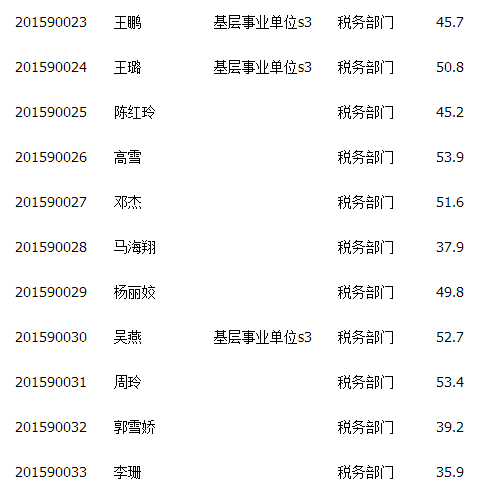 201590023 王鹏 基层事业单位s3 税务部门 45.7
201590024 王璐 基层事业单位s3 税务部门 50.8
201590025 陈红玲 税务部门 45.2
201590026 高雪 税务部门 53.9
201590027 邓杰 税务部门 51.6
201590028 马海翔 税务部门 37.9
201590029 杨丽姣 税务部门 49.8
201590030 吴燕 基层事业单位s3 税务部门 52.7
201590031 周玲 税务部门 53.4
201590032 郭雪娇 税务部门 39.2
201590033 李珊 税务部门 35.9